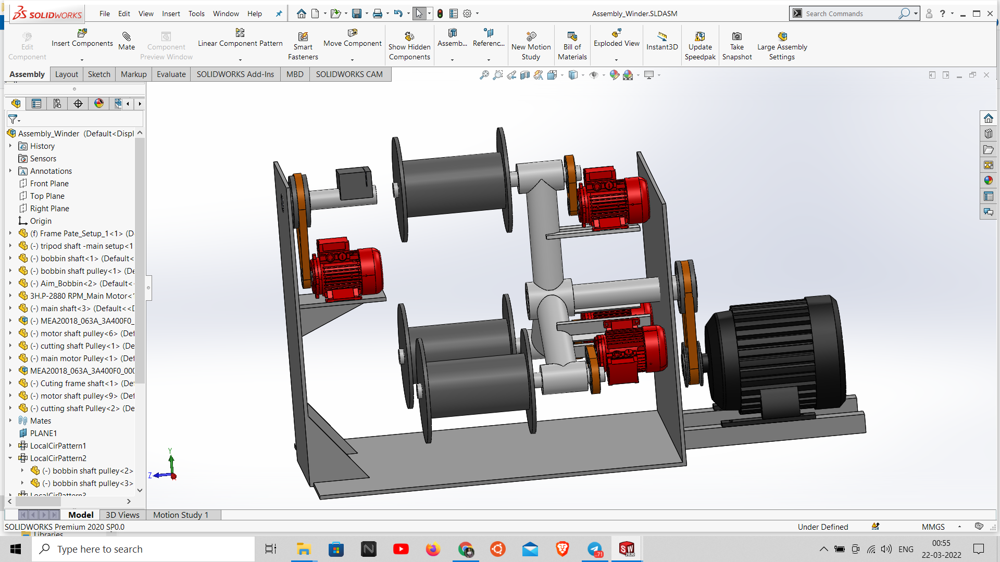 SOLIDWORKS File Edit View Insert Tools Window Help Assembly_Winder.SLDASM Search Commands ?
Edit Component
Insert Components
Mate
Component Preview Window
Linear Component Pattern
Smart Fasteners
Move Component
Show Hidden Components
Assemb...
Referenc...
New Motion Study
Bill of Materials
Exploded View
Instant3D
Update Speedpak
Take Snapshot
Large Assembly Settings
Assembly Layout Sketch Markup Evaluate SOLIDWORKS Add-Ins MBD SOLIDWORKS CAM
Assembly_Winder (Default<Displ
History
Sensors
Annotations
Front Plane
Top Plane
Right Plane
Origin
(f) Frame Pate_Setup_1<1> (D
(-) tripod shaft -main setup<1
(-) bobbin shaft<1> (Default<
(-) bobbin shaft pulley<1> (De
(-) Aim_Bobbin<2> (Default<
3H.P-2880 RPM_Main Motor<
(-) main shaft<3> (Default<<D
(-) MEA20018_063A_3A400F0_
(-) motor shaft pulley<6> (Def
(-) cutting shaft Pulley<1> (De
(-) main motor Pulley<1> (Def
MEA20018_063A_3A400F0_000
(-) Cuting frame shaft<1> (De
(-) motor shaft pulley<9> (Def
(-) cutting shaft Pulley<2> (De
Mates
PLANE1
LocalCirPattern1
LocalCirPattern2
(-) bobbin shaft pulley<2>
(-) bobbin shaft pulley<3>
LocalCirPattern3
Y
Z
Model 3D Views Motion Study 1
SOLIDWORKS Premium 2020 SP0.0 Under Defined MMGS
Libraries
Type here to search
..71
SW
2020
ENG
00:55
22-03-2022